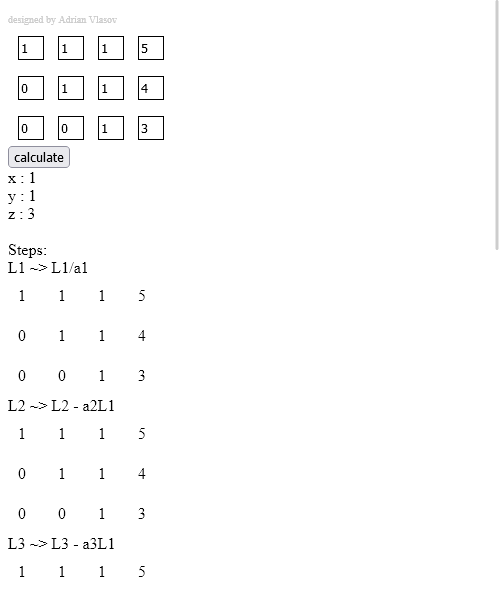 designed by Adrian Vlasov
1 1 1 5
0 1 1 4
0 0 1 3
calculate
x : 1
y : 1
z : 3
Steps:
L1 ~> L1/a1
1 1 1 5
0 1 1 4
0 0 1 3
L2 ~> L2 - a2L1
1 1 1 5
0 1 1 4
0 0 1 3
L3 ~> L3 - a3L1
1 1 1 5